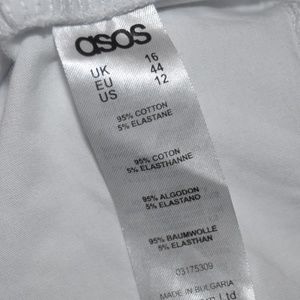 asos
UK 16
EU 44
US 12
95% COTTON
5% ELASTANE
95% COTON
5% ELASTHANNE
95% ALGODON
5% ELASTANO
95% BAUMWOLLE
5% ELASTHAN
03175309
MADE IN BULGARIA
Ltd